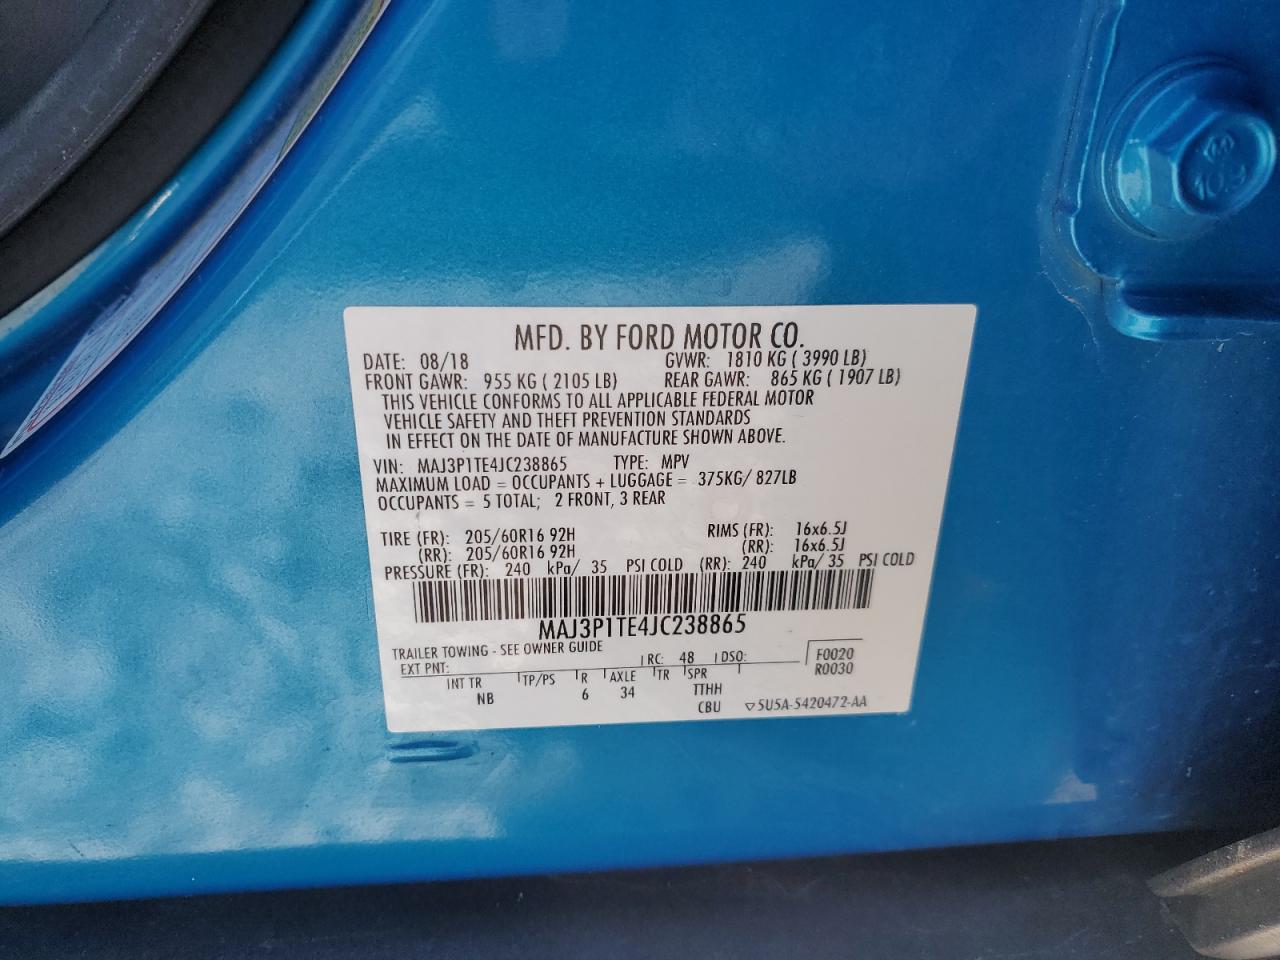 MFD. BY FORD MOTOR CO.
DATE: 08/18 GVWR: 1810 KG ( 3990 LB)
FRONT GAWR: 955 KG ( 2105 LB) REAR GAWR: 865 KG ( 1907 LB)
THIS VEHICLE CONFORMS TO ALL APPLICABLE FEDERAL MOTOR
VEHICLE SAFETY AND THEFT PREVENTION STANDARDS
IN EFFECT ON THE DATE OF MANUFACTURE SHOWN ABOVE.
VIN: MAJ3P1TE4JC238865 TYPE: MPV
MAXIMUM LOAD = OCCUPANTS + LUGGAGE = 375KG/ 827LB
OCCUPANTS = 5 TOTAL; 2 FRONT, 3 REAR
TIRE (FR): 205/60R16 92H RIMS (FR): 16x6.5J
(RR): 205/60R16 92H (RR): 16x6.5J
PRESSURE (FR): 240 kPa/ 35 PSI COLD (RR): 240 kPa/ 35 PSI COLD
MAJ3P1TE4JC238865
TRAILER TOWING - SEE OWNER GUIDE
EXT PNT: RC: 48 DSO: F0020
R0030
INT TR TP/PS R AXLE TR SPR
NB 6 34 TTHH
CBU ▽5U5A-5420472-AA
10.9